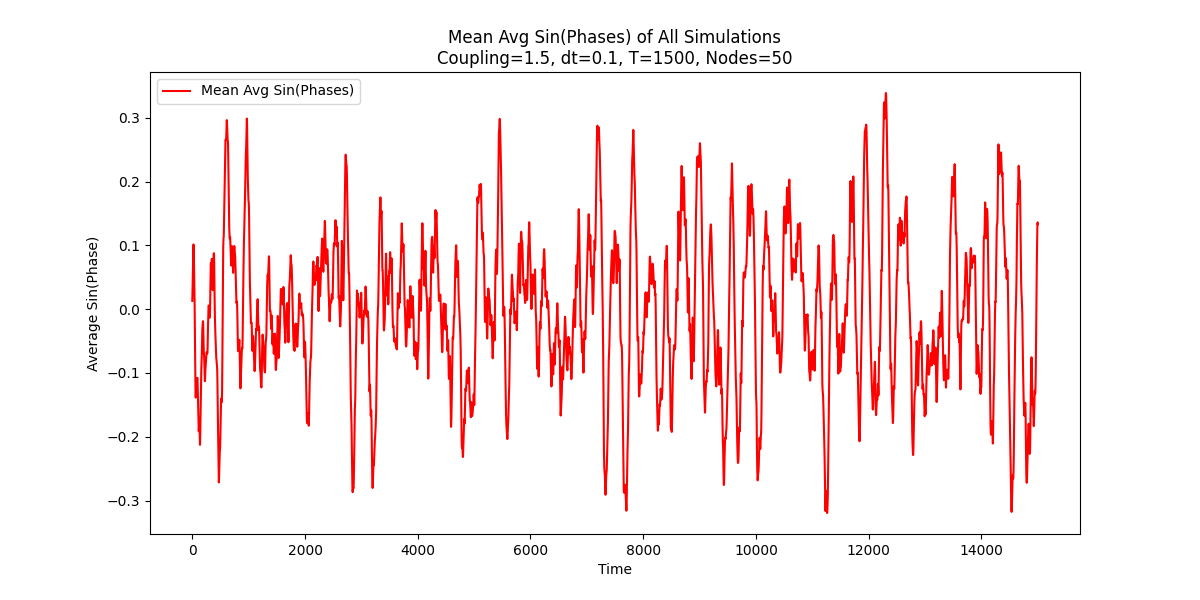 Mean Avg Sin(Phases) of All Simulations
Coupling=1.5, dt=0.1, T=1500, Nodes=50
Mean Avg Sin(Phases)
Average Sin(Phase)
0.3
0.2
0.1
0.0
−0.1
−0.2
−0.3
0 2000 4000 6000 8000 10000 12000 14000
Time